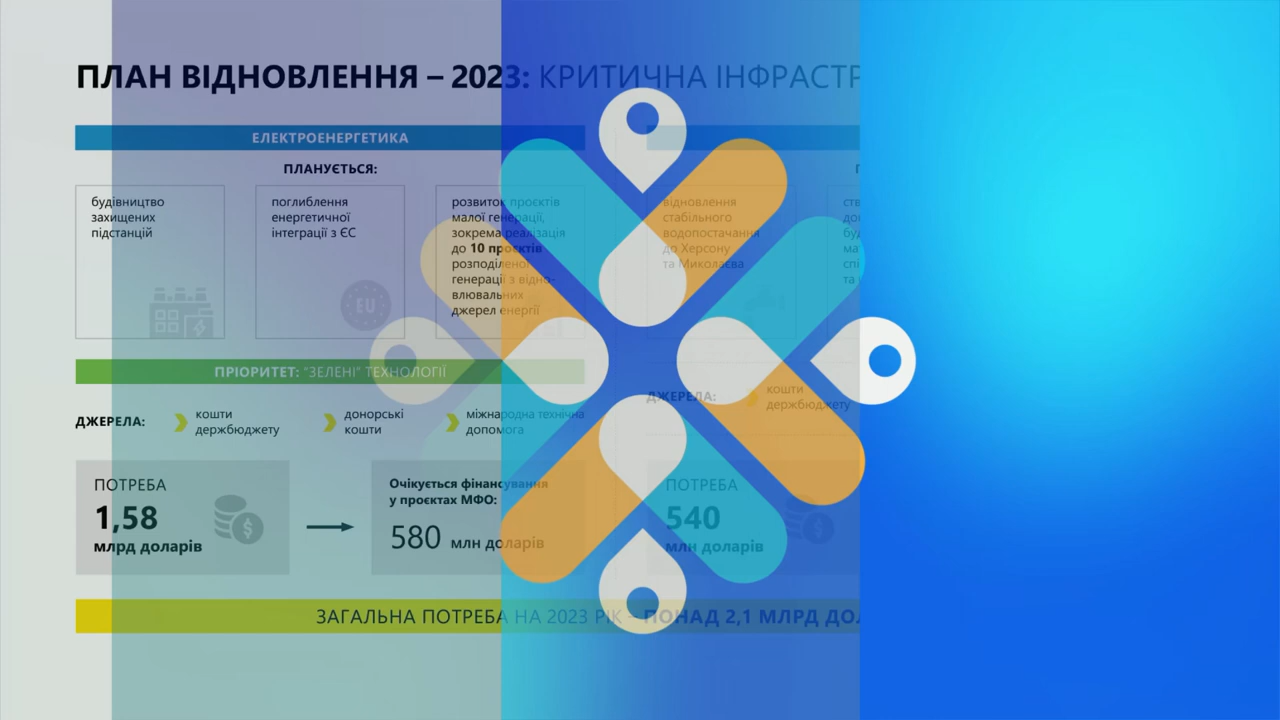 ПЛАН ВІДНОВЛЕННЯ – 2023: КРИТИЧНА ІНФРАСТР
ЕЛЕКТРОЕНЕРГЕТИКА
ПЛАНУЄТЬСЯ:
будівництво
захищених
підстанцій
поглиблення
енергетичної
інтеграції з ЄС
EU
розвиток проєктів
малої генерації,
зокрема реалізація
до 10 проєктів
розподіленої
генерації з відно-
влювальних
джерел енергії
відновлення
стабільного
водопостачання
до Херсону
та Миколаєва
ПРІОРИТЕТ: "ЗЕЛЕНІ" ТЕХНОЛОГІЇ
ДЖЕРЕЛА:
кошти
держбюджету
донорські
кошти
міжнародна технічна
допомога
ДЖЕРЕЛА:
кошти
держбюджету
ПОТРЕБА
1,58
млрд доларів
Очікується фінансування
у проєктах МФО:
580 млн доларів
ПОТРЕБА
540
млн доларів
ЗАГАЛЬНА ПОТРЕБА НА 2023 РІК – ПОНАД 2,1 МЛРД ДОЛ